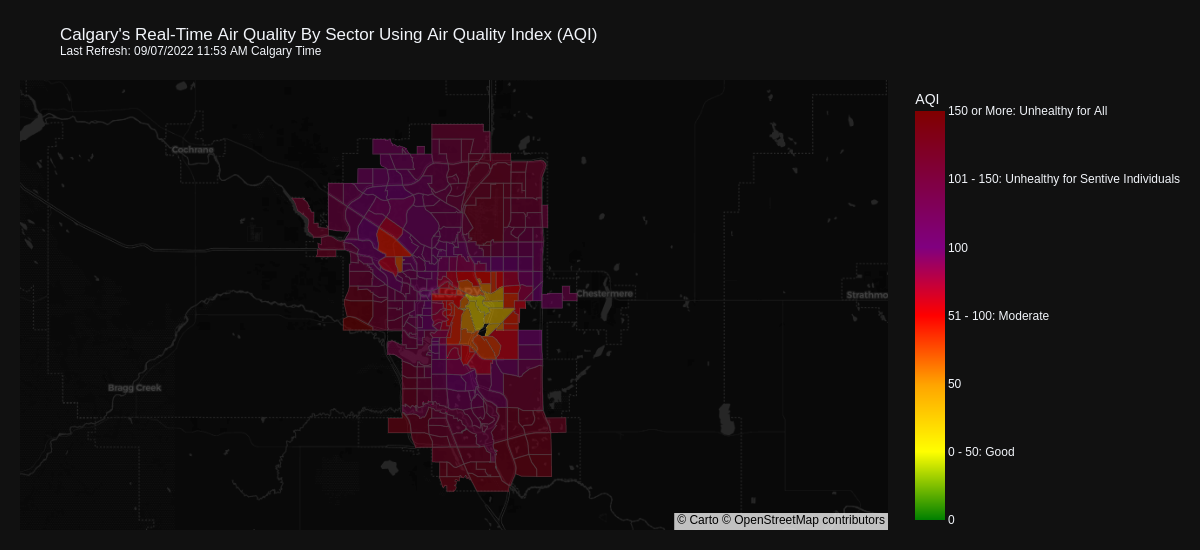 Calgary's Real-Time Air Quality By Sector Using Air Quality Index (AQI)
Last Refresh: 09/07/2022 11:53 AM Calgary Time
AQI
150 or More: Unhealthy for All
Cochrane
101 - 150: Unhealthy for Sentive Individuals
100
CALGARY
Chestermere
Strathmo
51 - 100: Moderate
50
Bragg Creek
0 - 50: Good
0
© Carto © OpenStreetMap contributors